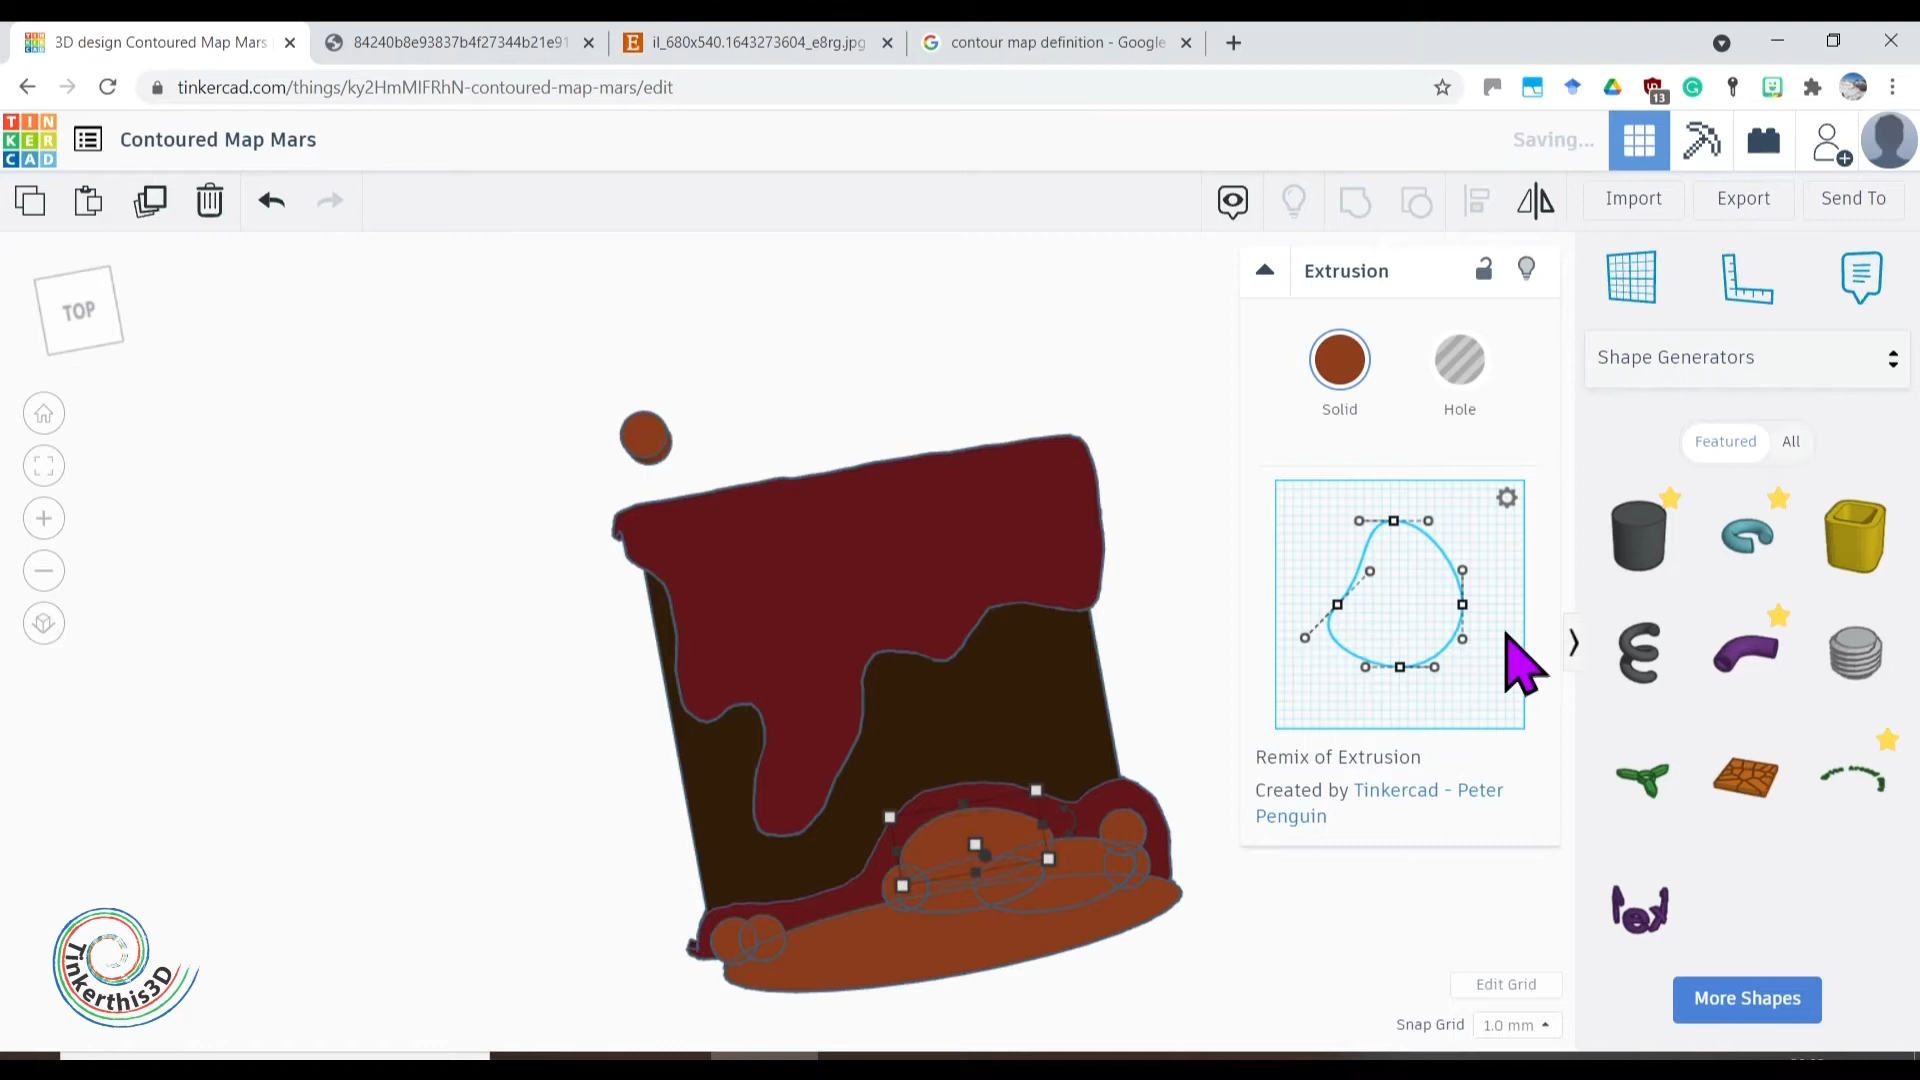 3D design Contoured Map Mars
84240b8e93837b4f27344b21e91
il_680x540.1643273604_e8rg.jpg
contour map definition - Google
tinkercad.com/things/ky2HmMIFRhN-contoured-map-mars/edit
13
TIN
KER
CAD
Contoured Map Mars
Saving...
Import
Export
Send To
TOP
Extrusion
Solid
Hole
Shape Generators
Featured
All
Remix of Extrusion
Created by Tinkercad - Peter
Penguin
More Shapes
Edit Grid
Snap Grid
1.0 mm
Tinkerthis3D